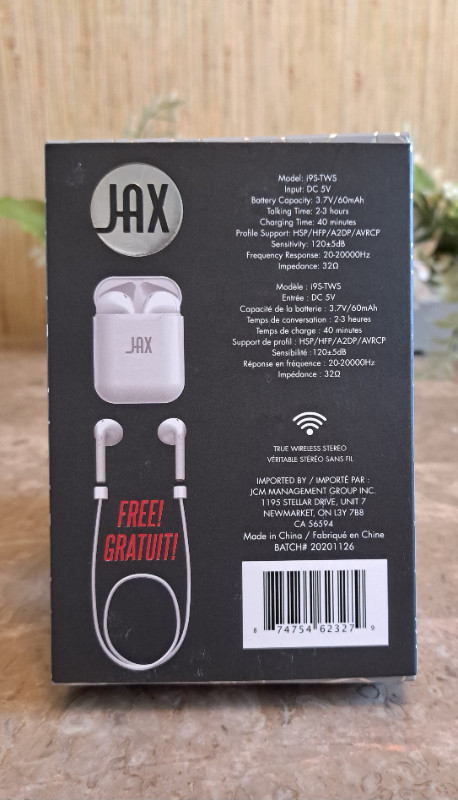 JAX
Model: i9S-TWS
Input: DC 5V
Battery Capacity: 3.7V/60mAh
Talking Time: 2-3 hours
Charging Time: 40 minutes
Profile Support: HSP/HFP/A2DP/AVRCP
Sensitivity: 120±5dB
Frequency Response: 20-20000Hz
Impedance: 32Ω
Modèle : i9S-TWS
Entrée : DC 5V
Capacité de la batterie : 3.7V/60mAh
Temps de conversation : 2-3 heures
Temps de charge : 40 minutes
Support de profil : HSP/HFP/A2DP/AVRCP
Sensibilité : 120±5dB
Réponse en fréquence : 20-20000Hz
Impédance : 32Ω
JAX
TRUE WIRELESS STEREO
VÉRITABLE STÉRÉO SANS FIL
FREE!
GRATUIT!
IMPORTED BY / IMPORTÉ PAR :
JCM MANAGEMENT GROUP INC.
1195 STELLAR DRIVE, UNIT 7
NEWMARKET, ON L3Y 7B8
CA 56594
Made in China / Fabriqué en Chine
BATCH# 20201126
8 74754 62327 9